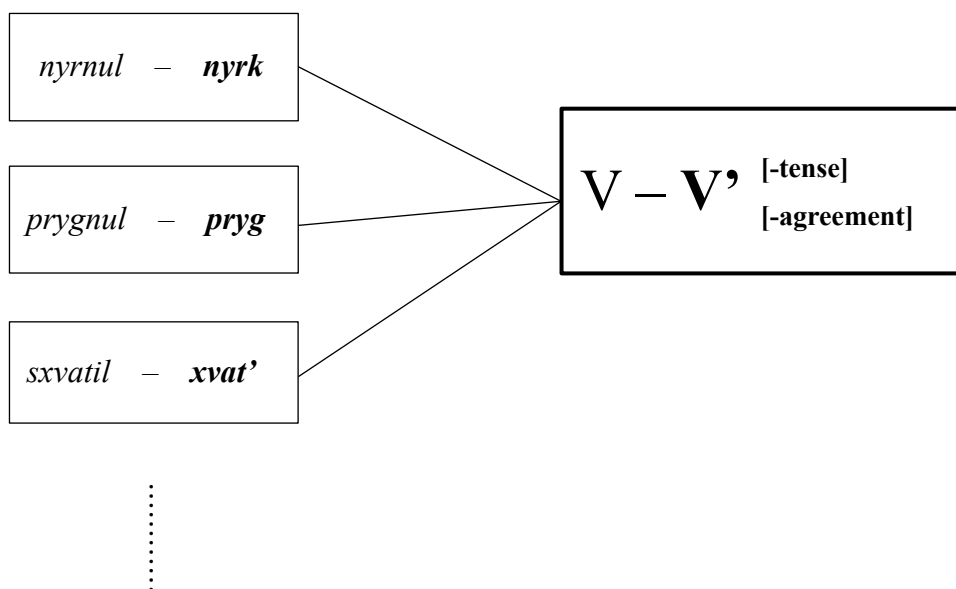 nyrnul – nyrk
prygnul – pryg
sxvatil – xvat’
V – V’ [-tense]
[-agreement]